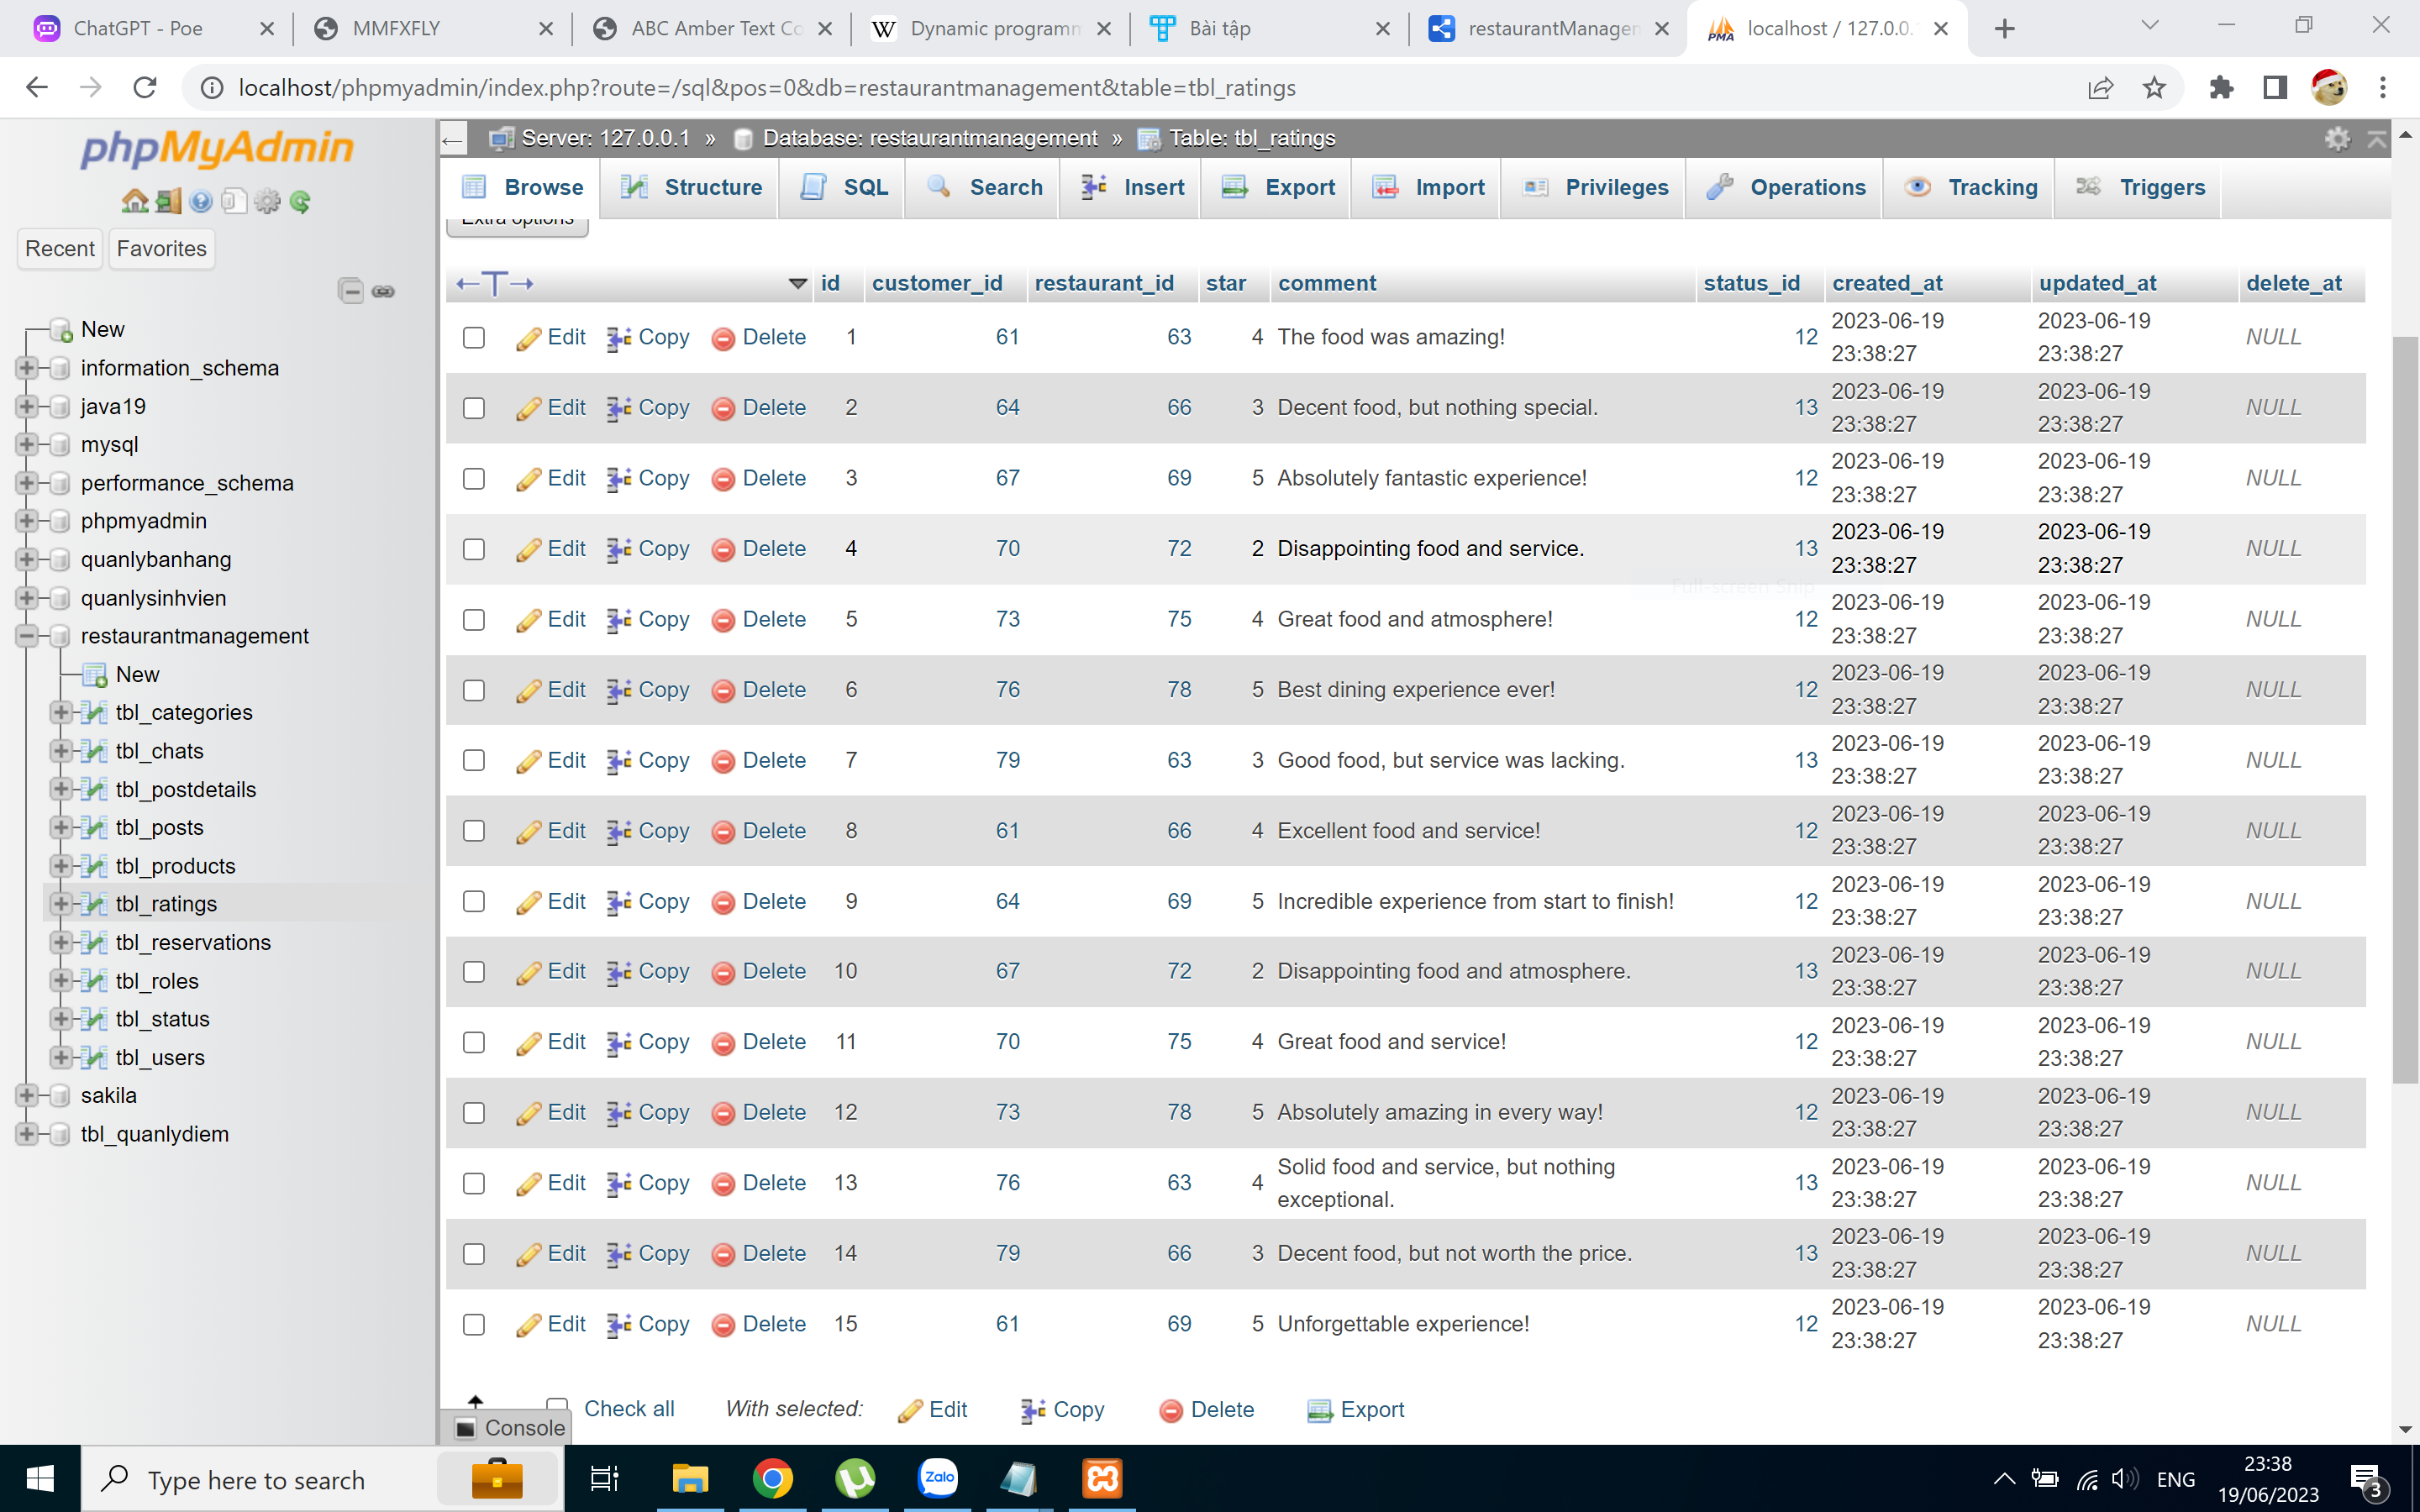 ChatGPT - Poe
MMFXFLY
ABC Amber Text Co
Dynamic programm
Bài tập
restaurantManagen
localhost / 127.0.0.
localhost/phpmyadmin/index.php?route=/sql&pos=0&db=restaurantmanagement&table=tbl_ratings
phpMyAdmin
Recent Favorites
New
information_schema
java19
mysql
performance_schema
phpmyadmin
quanlybanhang
quanlysinhvien
restaurantmanagement
New
tbl_categories
tbl_chats
tbl_postdetails
tbl_posts
tbl_products
tbl_ratings
tbl_reservations
tbl_roles
tbl_status
tbl_users
sakila
tbl_quanlydiem
Server: 127.0.0.1 » Database: restaurantmanagement » Table: tbl_ratings
Browse Structure SQL Search Insert Export Import Privileges Operations Tracking Triggers
Extra options
id customer_id restaurant_id star comment status_id created_at updated_at delete_at
Edit Copy Delete 1 61 63 4 The food was amazing! 12 2023-06-19 23:38:27 2023-06-19 23:38:27 NULL
Edit Copy Delete 2 64 66 3 Decent food, but nothing special. 13 2023-06-19 23:38:27 2023-06-19 23:38:27 NULL
Edit Copy Delete 3 67 69 5 Absolutely fantastic experience! 12 2023-06-19 23:38:27 2023-06-19 23:38:27 NULL
Edit Copy Delete 4 70 72 2 Disappointing food and service. 13 2023-06-19 23:38:27 2023-06-19 23:38:27 NULL
Full-screen Snip
Edit Copy Delete 5 73 75 4 Great food and atmosphere! 12 2023-06-19 23:38:27 2023-06-19 23:38:27 NULL
Edit Copy Delete 6 76 78 5 Best dining experience ever! 12 2023-06-19 23:38:27 2023-06-19 23:38:27 NULL
Edit Copy Delete 7 79 63 3 Good food, but service was lacking. 13 2023-06-19 23:38:27 2023-06-19 23:38:27 NULL
Edit Copy Delete 8 61 66 4 Excellent food and service! 12 2023-06-19 23:38:27 2023-06-19 23:38:27 NULL
Edit Copy Delete 9 64 69 5 Incredible experience from start to finish! 12 2023-06-19 23:38:27 2023-06-19 23:38:27 NULL
Edit Copy Delete 10 67 72 2 Disappointing food and atmosphere. 13 2023-06-19 23:38:27 2023-06-19 23:38:27 NULL
Edit Copy Delete 11 70 75 4 Great food and service! 12 2023-06-19 23:38:27 2023-06-19 23:38:27 NULL
Edit Copy Delete 12 73 78 5 Absolutely amazing in every way! 12 2023-06-19 23:38:27 2023-06-19 23:38:27 NULL
Edit Copy Delete 13 76 63 4 Solid food and service, but nothing exceptional. 13 2023-06-19 23:38:27 2023-06-19 23:38:27 NULL
Edit Copy Delete 14 79 66 3 Decent food, but not worth the price. 13 2023-06-19 23:38:27 2023-06-19 23:38:27 NULL
Edit Copy Delete 15 61 69 5 Unforgettable experience! 12 2023-06-19 23:38:27 2023-06-19 23:38:27 NULL
Check all With selected: Edit Copy Delete Export
Console
Type here to search
Zalo
ENG
23:38
19/06/2023
3